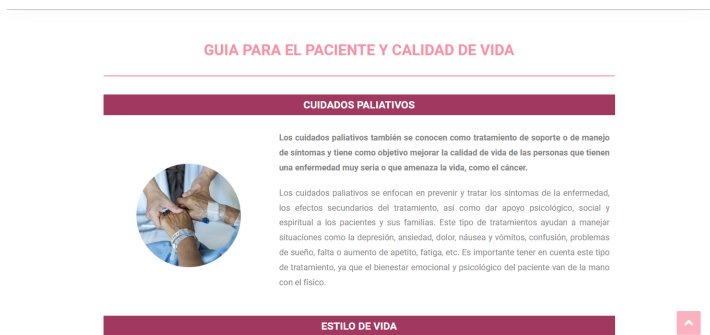 GUIA PARA EL PACIENTE Y CALIDAD DE VIDA
CUIDADOS PALIATIVOS
Los cuidados paliativos también se conocen como tratamiento de soporte o de manejo
de síntomas y tiene como objetivo mejorar la calidad de vida de las personas que tienen
una enfermedad muy seria o que amenaza la vida, como el cáncer.
Los cuidados paliativos se enfocan en prevenir y tratar los síntomas de la enfermedad,
los efectos secundarios del tratamiento, así como dar apoyo psicológico, social y
espiritual a los pacientes y sus familias. Este tipo de tratamientos ayudan a manejar
situaciones como la depresión, ansiedad, dolor, náusea y vómitos, confusión, problemas
de sueño, falta o aumento de apetito, fatiga, etc. Es importante tener en cuenta este tipo
de tratamiento, ya que el bienestar emocional y psicológico del paciente van de la mano
con el físico.
ESTILO DE VIDA